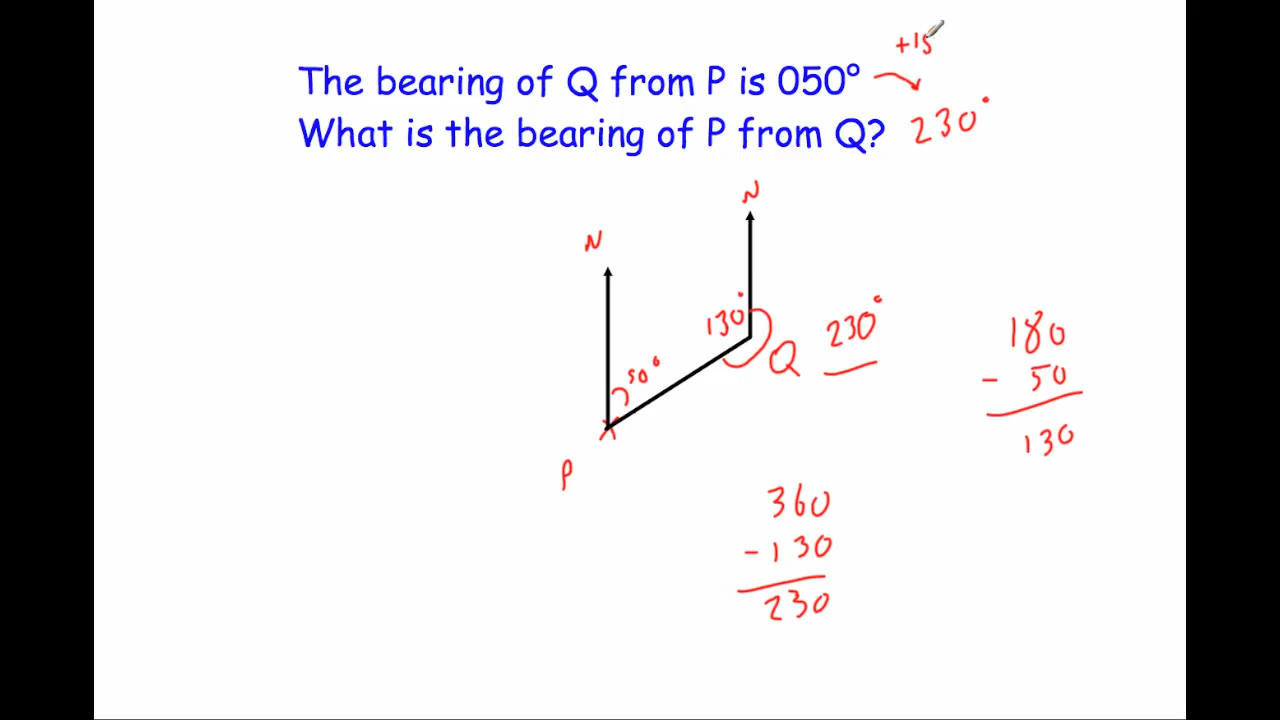 +15
The bearing of Q from P is 050°
What is the bearing of P from Q? 230°
N
N
130°
Q 230°
50°
P
180
- 50
130
360
-130
230